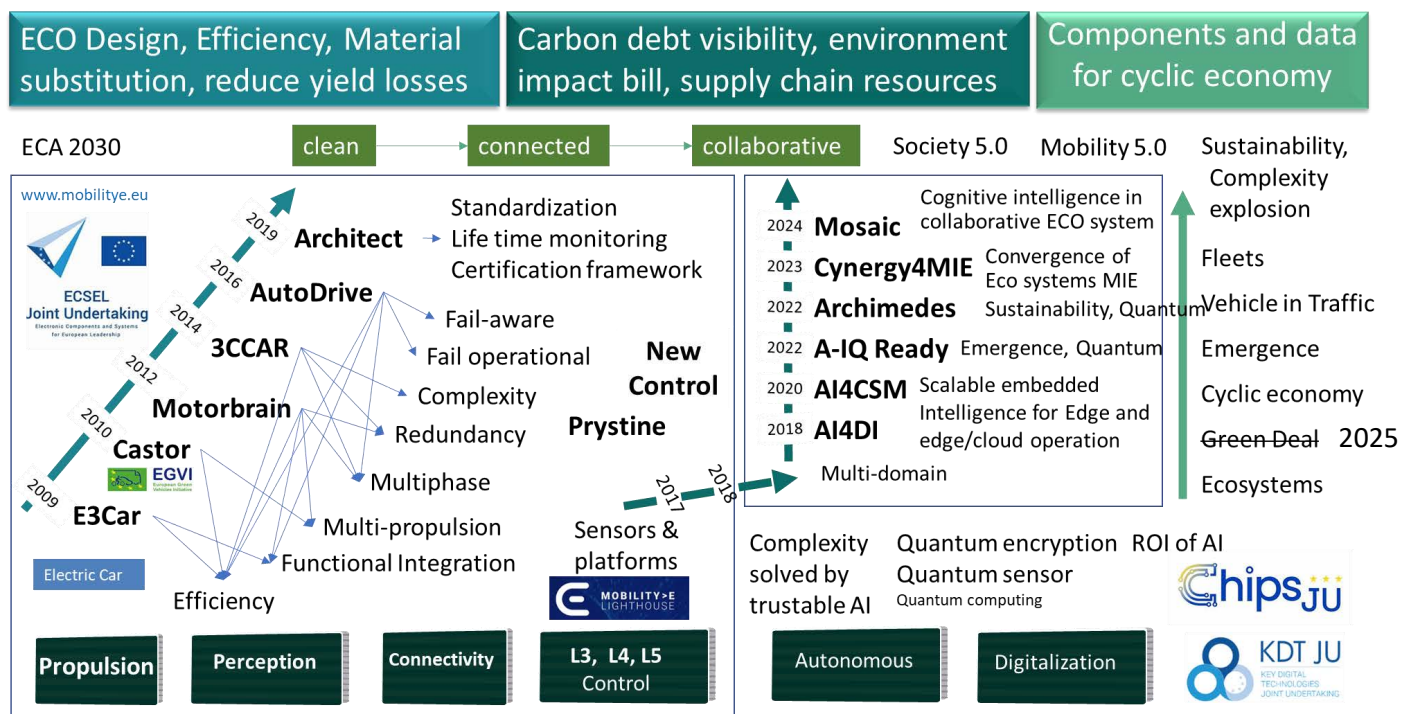 ECO Design, Efficiency, Material
substitution, reduce yield losses
Carbon debt visibility, environment
impact bill, supply chain resources
Components and data
for cyclic economy
ECA 2030
clean
connected
collaborative
Society 5.0
Mobility 5.0
Sustainability,
Complexity
explosion
www.mobilitye.eu
ECSEL
Joint Undertaking
Electronic Components and Systems
for European Leadership
2019
2016
2014
2012
2010
2009
Architect
AutoDrive
3CCAR
Motorbrain
Castor
EGVI
European Green
Vehicles Initiative
E3Car
Electric Car
Standardization
Life time monitoring
Certification framework
Fail-aware
Fail operational
Complexity
Redundancy
Multiphase
Multi-propulsion
Functional Integration
Efficiency
New
Control
Prystine
2017
2018
Sensors &
platforms
MOBILITY>E
LIGHTHOUSE
2024 Mosaic
Cognitive intelligence in
collaborative ECO system
2023 Cynergy4MIE
Convergence of
Eco systems MIE
2022 Archimedes Sustainability, Quantum
2022 A-IQ Ready Emergence, Quantum
2020 AI4CSM
2018 AI4DI
Scalable embedded
Intelligence for Edge and
edge/cloud operation
Multi-domain
Fleets
Vehicle in Traffic
Emergence
Cyclic economy
Green Deal 2025
Ecosystems
Complexity
solved by
trustable AI
Quantum encryption
Quantum sensor
Quantum computing
ROI of AI
Chips JU
KDT JU
KEY DIGITAL
TECHNOLOGIES
JOINT UNDERTAKING
Propulsion
Perception
Connectivity
L3, L4, L5
Control
Autonomous
Digitalization